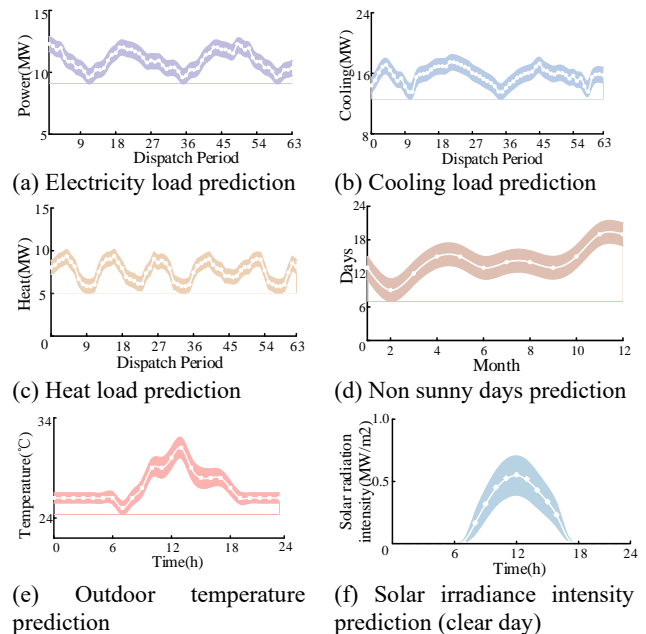 15
10
5
Power(MW)
9 18 27 36 45 54 63
Dispatch Period
(a) Electricity load prediction
24
16
8
Cooling(MW)
0 9 18 27 36 45 54 63
Dispatch Period
(b) Cooling load prediction
15
10
5
0
Heat(MW)
0 9 18 27 36 45 54 63
Dispatch Period
(c) Heat load prediction
24
18
12
6
0
Days
2 4 6 8 10 12
Month
(d) Non sunny days prediction
34
24
Temperature(℃)
0 6 12 18 24
Time(h)
(e) Outdoor temperature
prediction
1.0
0.5
0
Solar radiation
intensity(MW/m2)
6 12 18 24
Time(h)
(f) Solar irradiance intensity
prediction (clear day)